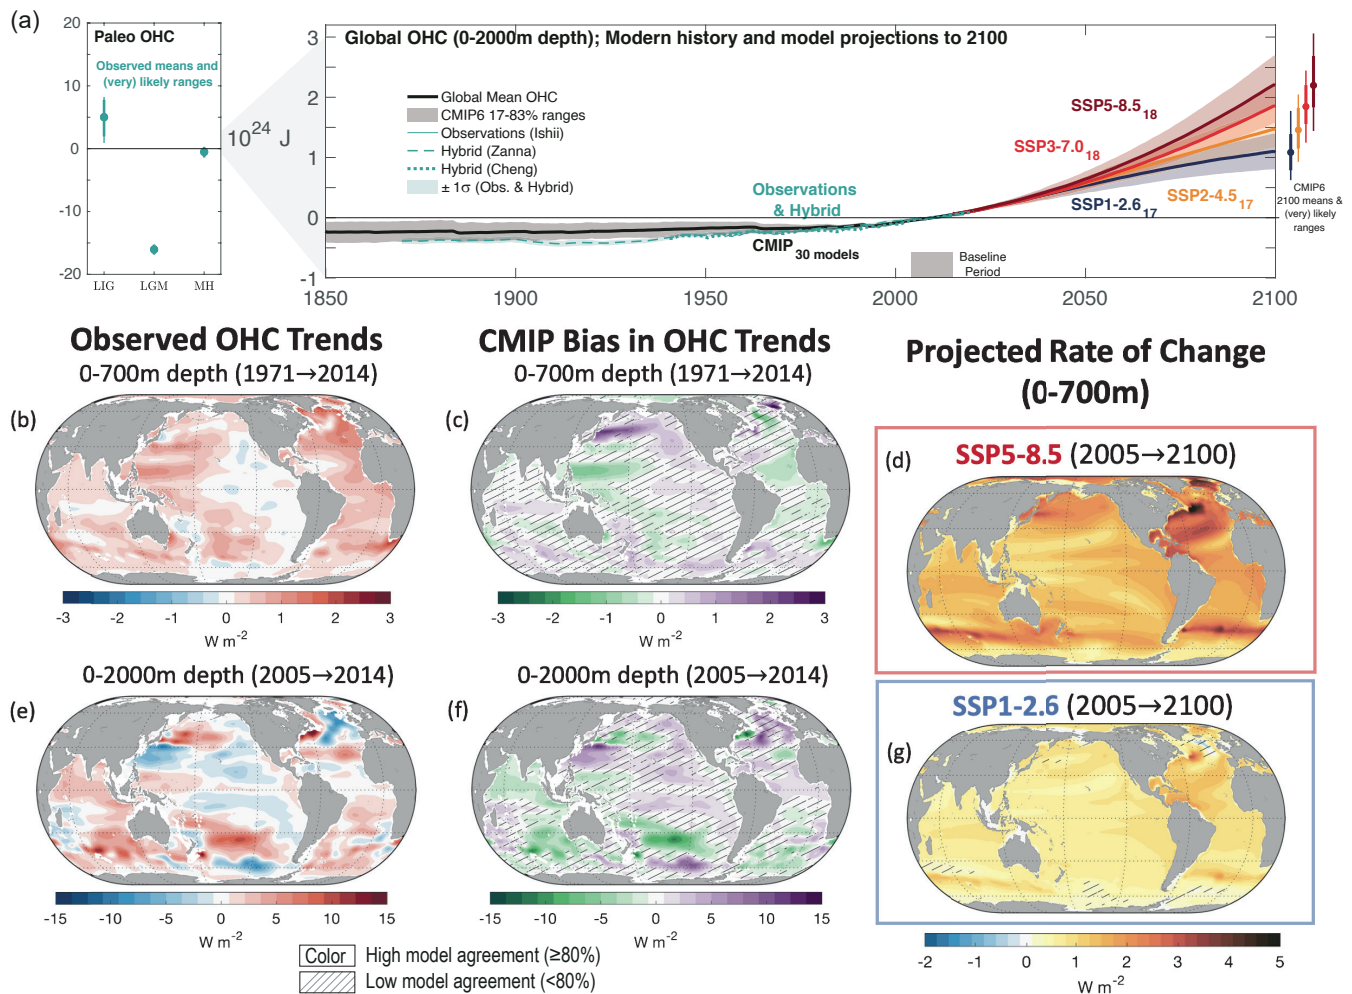 (a)
20
10
0
-10
-20
Paleo OHC
Observed means and
(very) likely ranges
LIG
LGM
MH
10^24 J
3
2
1
0
-1
Global OHC (0-2000m depth); Modern history and model projections to 2100
Global Mean OHC
CMIP6 17-83% ranges
Observations (Ishii)
Hybrid (Zanna)
Hybrid (Cheng)
± 1σ (Obs. & Hybrid)
Observations
& Hybrid
CMIP 30 models
SSP5-8.5 18
SSP3-7.0 18
SSP2-4.5 17
SSP1-2.6 17
Baseline
Period
CMIP6
2100 means &
(very) likely
ranges
1850
1900
1950
2000
2050
2100
Observed OHC Trends
0-700m depth (1971→2014)
(b)
-3 -2 -1 0 1 2 3
W m-2
CMIP Bias in OHC Trends
0-700m depth (1971→2014)
(c)
-3 -2 -1 0 1 2 3
W m-2
Projected Rate of Change
(0-700m)
(d)
SSP5-8.5 (2005→2100)
0-2000m depth (2005→2014)
(e)
-15 -10 -5 0 5 10 15
W m-2
0-2000m depth (2005→2014)
(f)
-15 -10 -5 0 5 10 15
W m-2
SSP1-2.6 (2005→2100)
(g)
-2 -1 0 1 2 3 4 5
W m-2
Color High model agreement (≥80%)
Low model agreement (<80%)